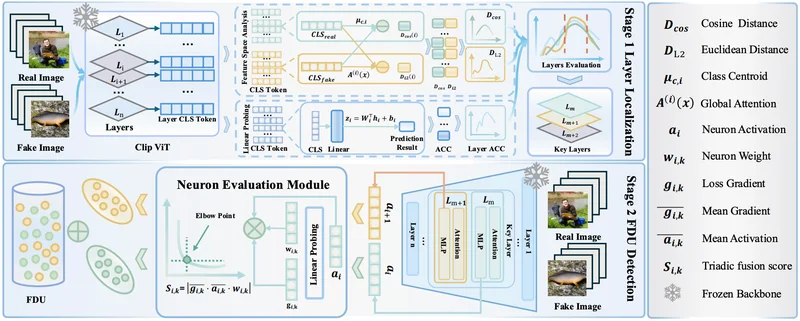 Real Image
Fake Image
L1
...
Li
Li+1
...
Ln
Layers
Layer CLS Token
Clip ViT
Feature Space Analysis
CLS Token
CLSreal
CLSfake
μc,i
A^(i)(x)
Dcos(i)
DL2(i)
Dcos DL2
Dcos
DL2
Linear Probing
CLS Token
CLS
Linear
zi = Wi^T hi + bi
Prediction Result
ACC
Layer ACC
Layers Evaluation
Lm
Lm+1
Lm+2
Key Layers
Stage 1 Layer Localization
FDU
Neuron Evaluation Module
Elbow Point
Si,k=|gi,k · ai,k · wi,k|
wi,k
gi,k
Linear Probing
ai
ai+1
ai
Layer n
...
Lm+1
MLP
Attention
Lm
MLP
Attention
Key Layer
...
Layer 1
Real Image
Fake Image
Stage 2 FDU Detection
Dcos Cosine Distance
DL2 Euclidean Distance
μc,i Class Centroid
A^(i)(x) Global Attention
ai Neuron Activation
wi,k Neuron Weight
gi,k Loss Gradient
gi,k Mean Gradient
ai,k Mean Activation
Si,k Triadic fusion score
Frozen Backbone